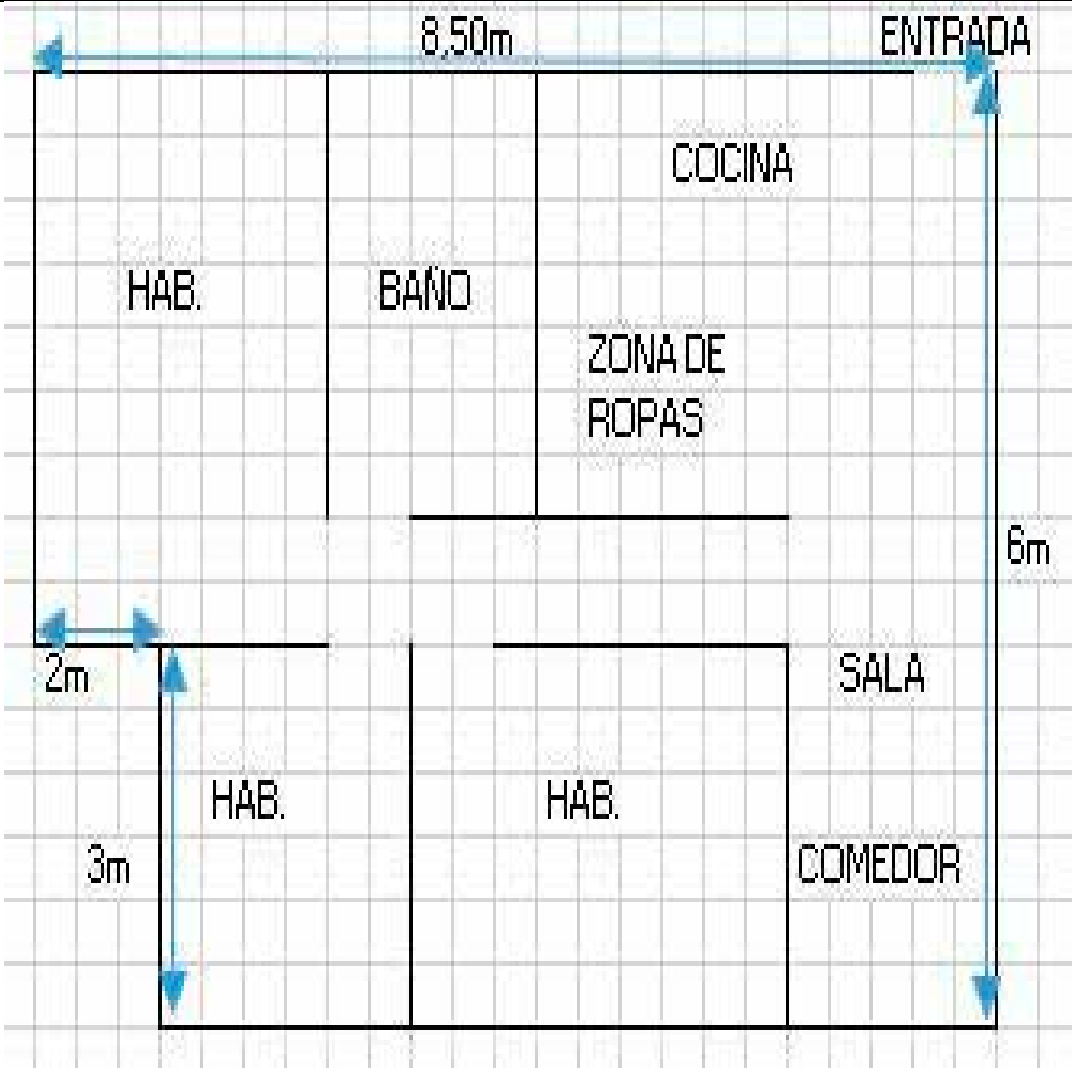 8,50m
ENTRADA
COCINA
HAB.
BAÑO
ZONA DE
ROPAS
6m
2m
SALA
HAB.
HAB.
3m
COMEDOR